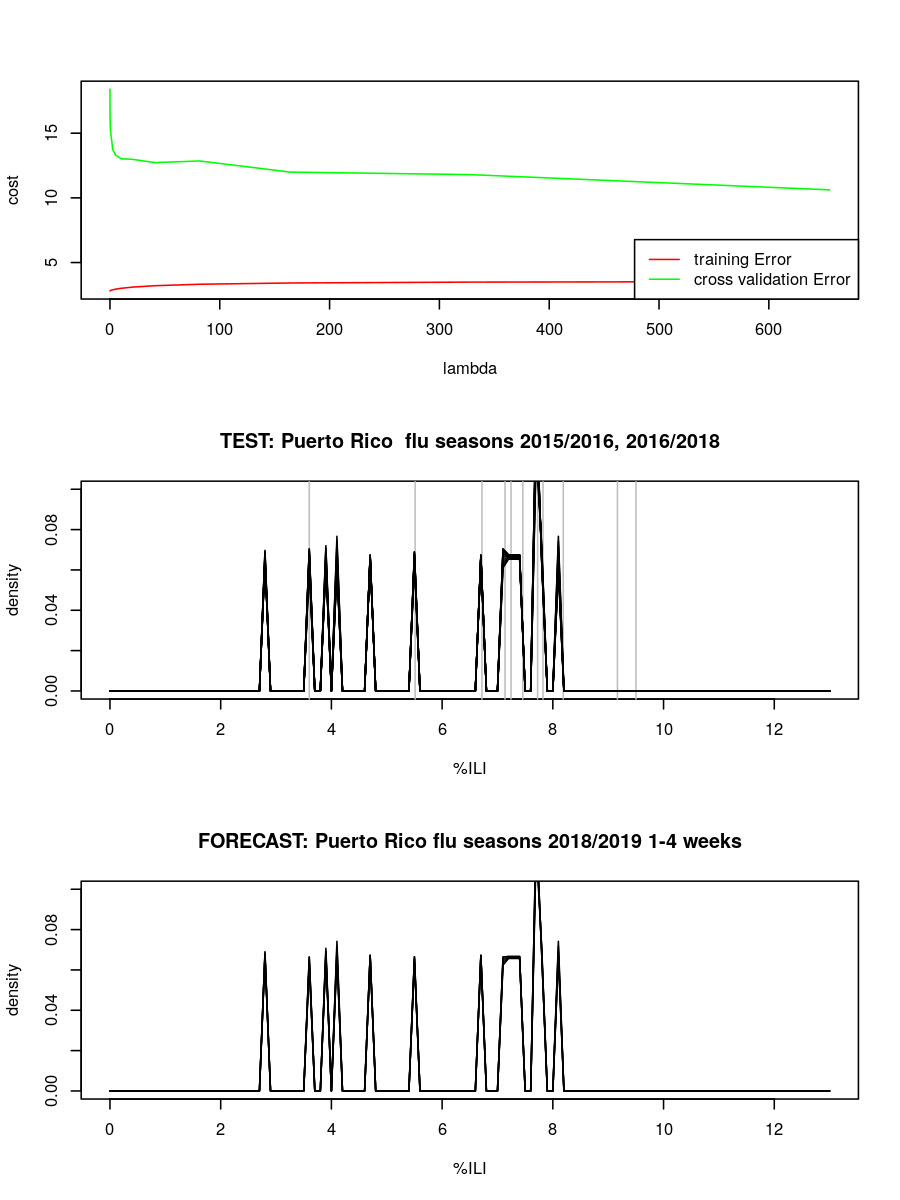 15
10
5
cost
training Error
cross validation Error
0 100 200 300 400 500 600
lambda
TEST: Puerto Rico  flu seasons 2015/2016, 2016/2018
0.08
0.04
0.00
density
0 2 4 6 8 10 12
%ILI
FORECAST: Puerto Rico flu seasons 2018/2019 1-4 weeks
0.08
0.04
0.00
density
0 2 4 6 8 10 12
%ILI